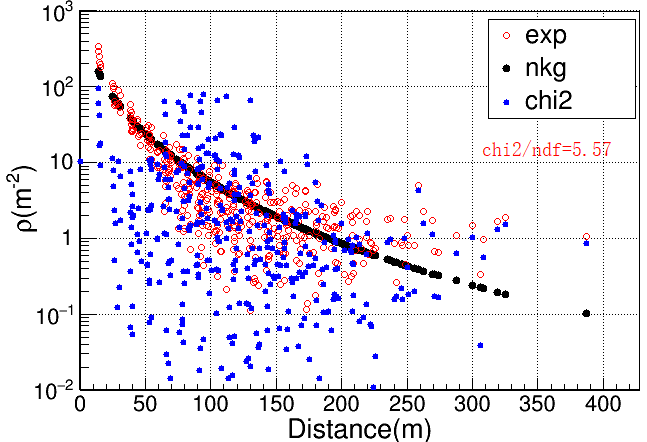 10³
10²
10
1
10⁻¹
10⁻²
ρ(m⁻²)
exp
nkg
chi2
chi2/ndf=5.57
0 50 100 150 200 250 300 350 400
Distance(m)